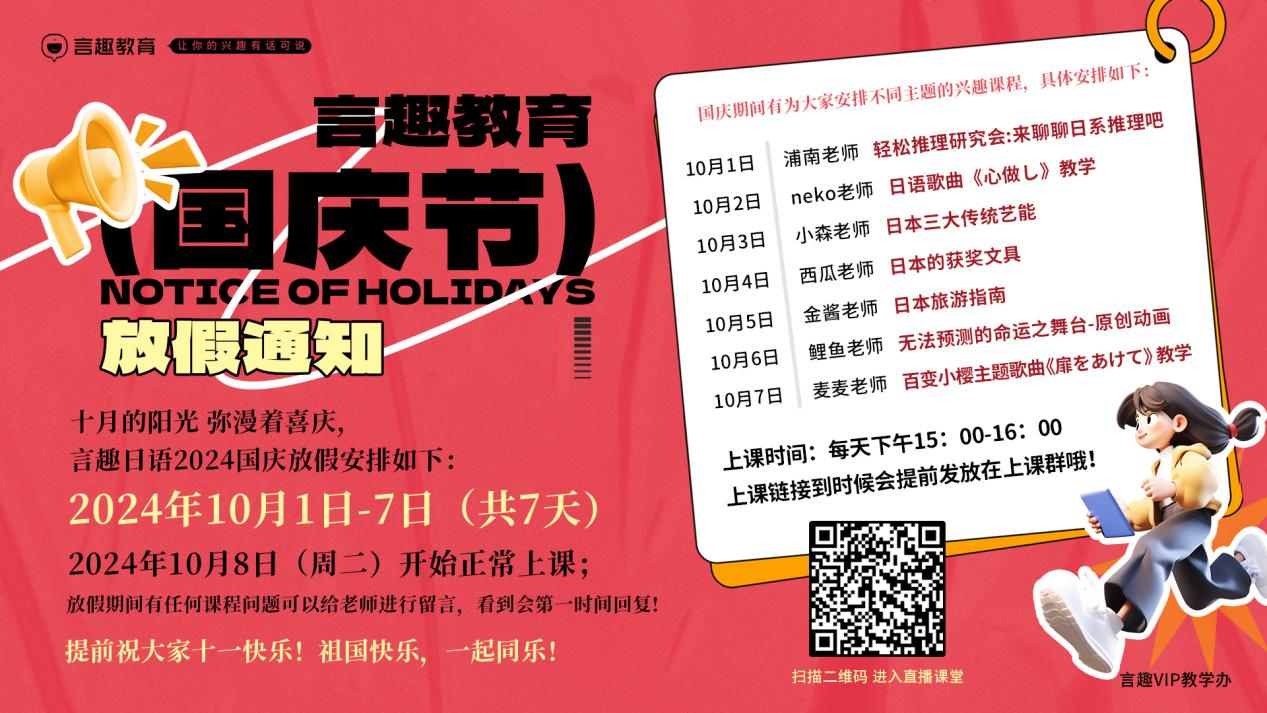 言趣教育
让你的兴趣有话可说
言趣教育
(国庆节)
NOTICE OF HOLIDAYS
放假通知
十月的阳光 弥漫着喜庆，
言趣日语2024国庆放假安排如下：
2024年10月1日-7日（共7天）
2024年10月8日（周二）开始正常上课；
放假期间有任何课程问题可以给老师进行留言，看到会第一时间回复！
提前祝大家十一快乐！祖国快乐，一起同乐！
国庆期间有为大家安排不同主题的兴趣课程，具体安排如下：
10月1日 浦南老师 轻松推理研究会:来聊聊日系推理吧
10月2日 neko老师 日语歌曲《心做し》教学
10月3日 小森老师 日本三大传统艺能
10月4日 西瓜老师 日本的获奖文具
10月5日 金酱老师 日本旅游指南
10月6日 鲤鱼老师 无法预测的命运之舞台-原创动画
10月7日 麦麦老师 百变小樱主题歌曲《扉をあけて》教学
上课时间：每天下午15：00-16：00
上课链接到时候会提前发放在上课群哦！
扫描二维码 进入直播课堂
言趣VIP教学办